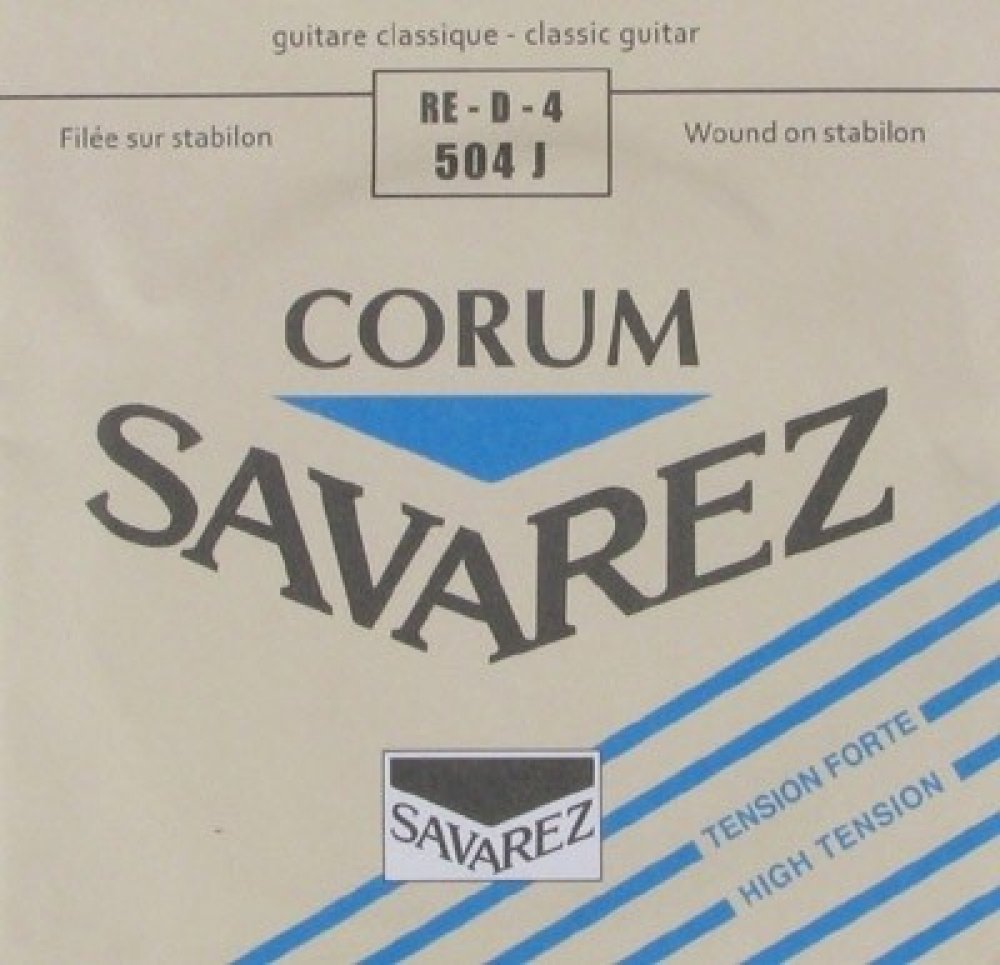 guitare classique - classic guitar
RE - D - 4
Filée sur stabilon
504 J
Wound on stabilon
CORUM
SAVAREZ
TENSION FORTE
HIGH TENSION
SAVAREZ